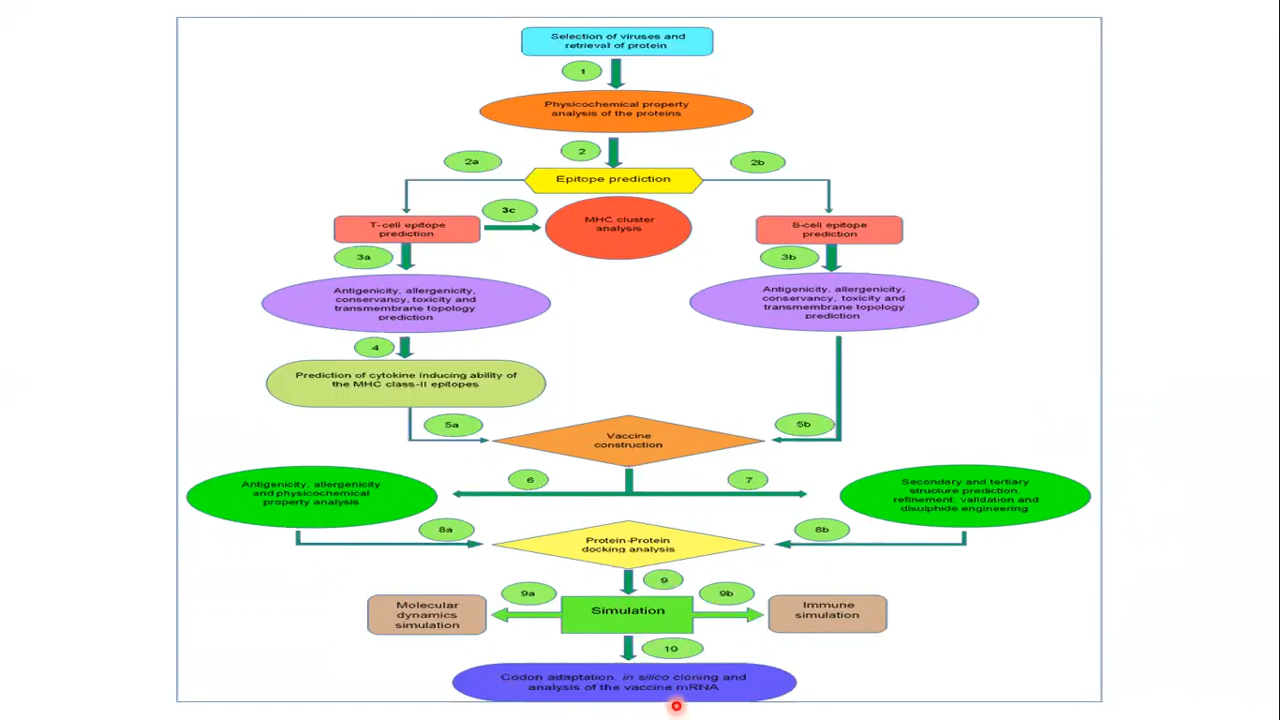 Selection of viruses and
retrieval of protein
1
Physicochemical property
analysis of the proteins
2
2a
2b
Epitope prediction
3c
MHC cluster
analysis
T-cell epitope
prediction
B-cell epitope
prediction
3a
3b
Antigenicity, allergenicity,
conservancy, toxicity and
transmembrane topology
prediction
Antigenicity, allergenicity,
conservancy, toxicity and
transmembrane topology
prediction
4
Prediction of cytokine inducing ability of
the MHC class-II epitopes
5a
5b
Vaccine
construction
6
7
Antigenicity, allergenicity
and physicochemical
property analysis
Secondary and tertiary
structure prediction,
refinement, validation and
disulphide engineering
8a
8b
Protein-Protein
docking analysis
9
9a
9b
Molecular
dynamics
simulation
Simulation
Immune
simulation
10
Codon adaptation, in silico cloning and
analysis of the vaccine mRNA